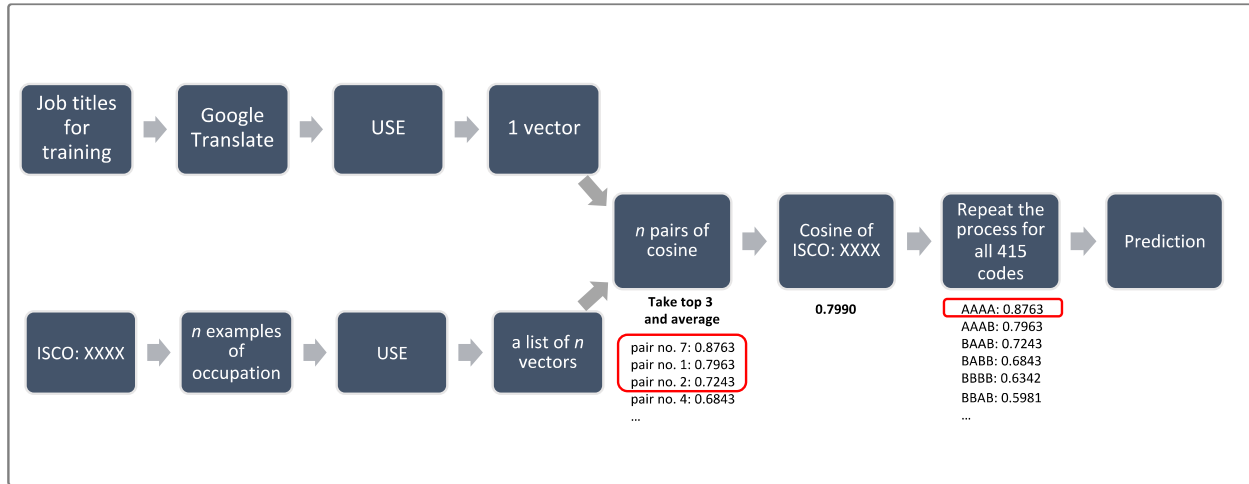 Job titles
for
training
Google
Translate
USE
1 vector
ISCO: XXXX
n examples
of
occupation
USE
a list of n
vectors
n pairs of
cosine
Take top 3
and average
pair no. 7: 0.8763
pair no. 1: 0.7963
pair no. 2: 0.7243
pair no. 4: 0.6843
...
Cosine of
ISCO: XXXX
0.7990
Repeat the
process for
all 415
codes
AAAA: 0.8763
AAAB: 0.7963
BAAB: 0.7243
BABB: 0.6843
BBBB: 0.6342
BBAB: 0.5981
...
Prediction